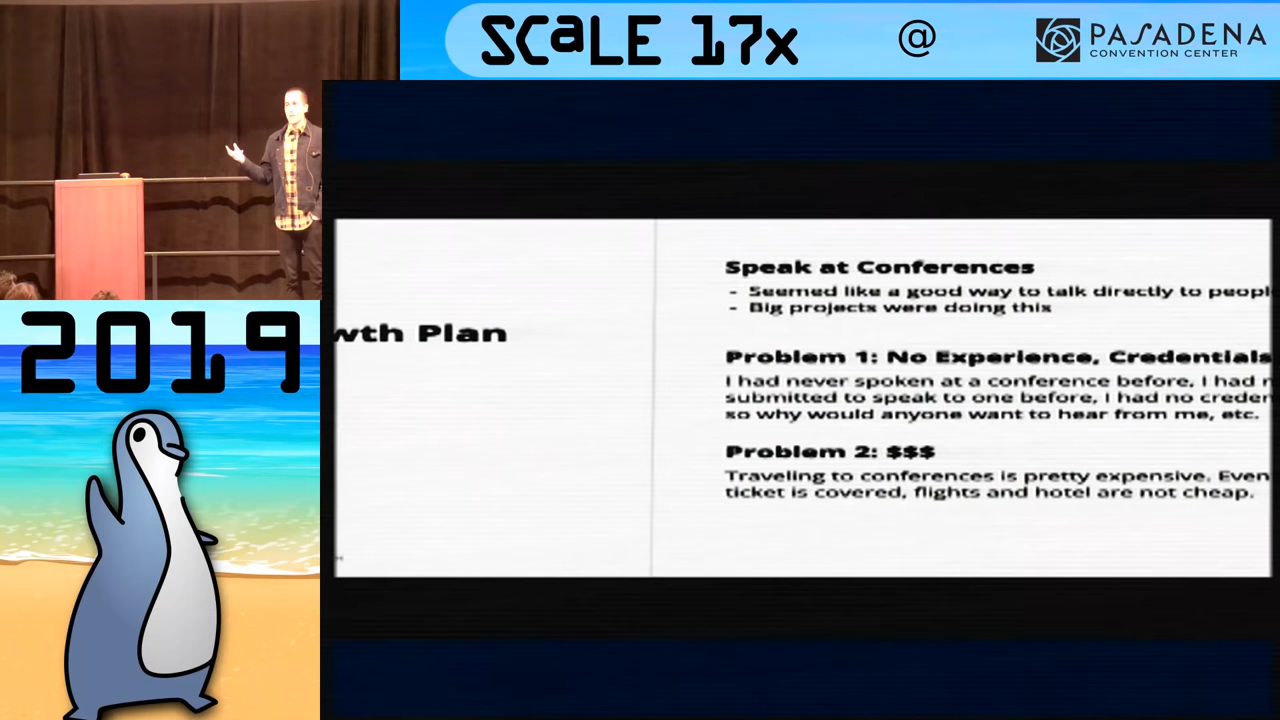 SCaLE 17x
@
PASADENA
CONVENTION CENTER
2019
wth Plan
Speak at Conferences
- Seemed like a good way to talk directly to peopl
- Big projects were doing this
Problem 1: No Experience, Credentials
I had never spoken at a conference before, I had
submitted to speak to one before, I had no creden
so why would anyone want to hear from me, etc.
Problem 2: $$$
Traveling to conferences is pretty expensive. Even
ticket is covered, flights and hotel are not cheap.